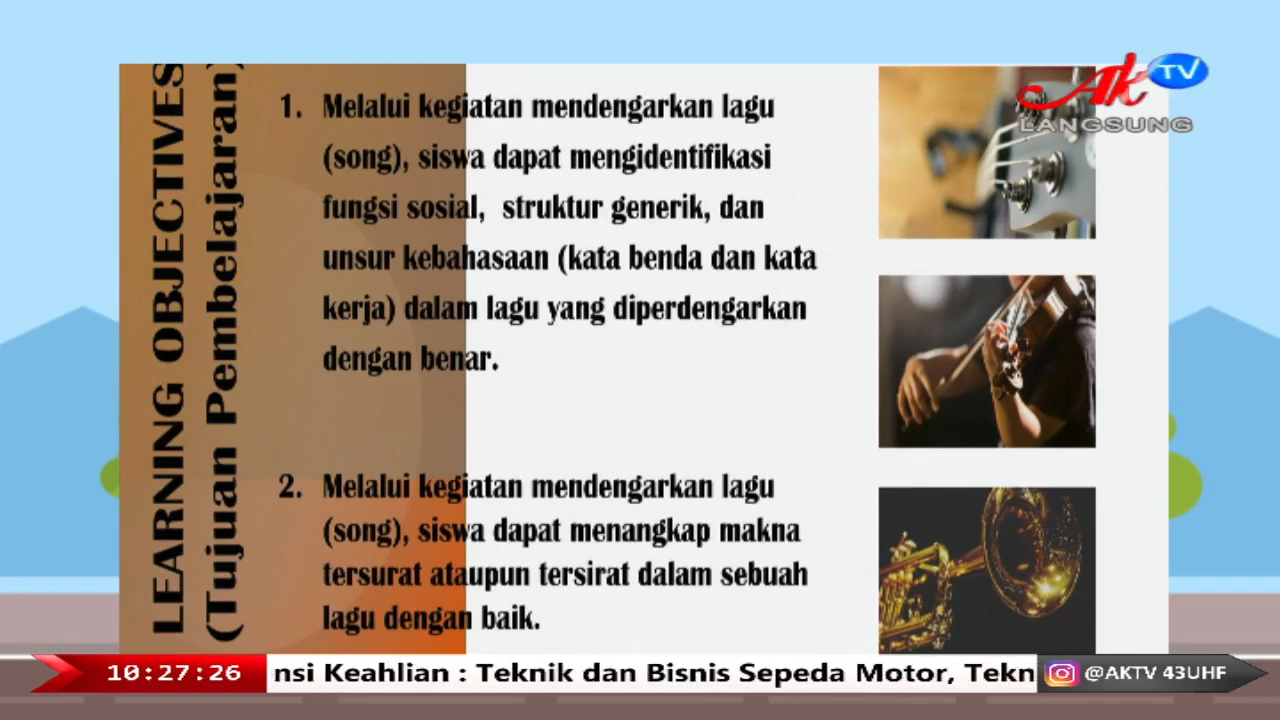 LEARNING OBJECTIVES
(Tujuan Pembelajaran)
1. Melalui kegiatan mendengarkan lagu
(song), siswa dapat mengidentifikasi
fungsi sosial, struktur generik, dan
unsur kebahasaan (kata benda dan kata
kerja) dalam lagu yang diperdengarkan
dengan benar.
2. Melalui kegiatan mendengarkan lagu
(song), siswa dapat menangkap makna
tersurat ataupun tersirat dalam sebuah
lagu dengan baik.
Ak TV
LANGSUNG
10:27:26
nsi Keahlian : Teknik dan Bisnis Sepeda Motor, Tekn
@AKTV 43UHF